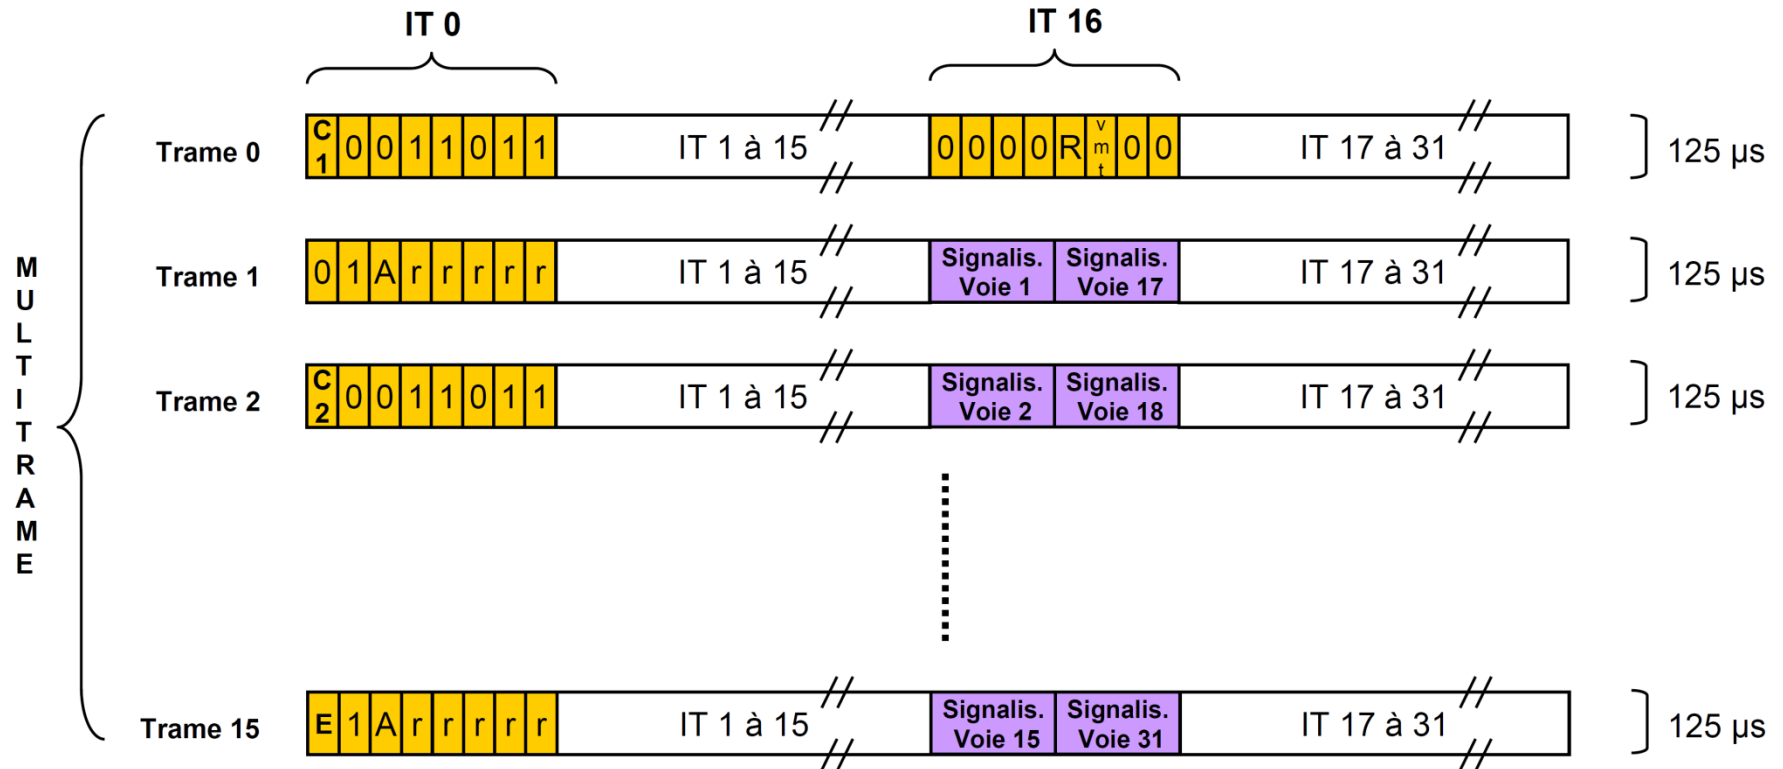 IT 0
IT 16
MULTITRAME
Trame 0
C1 0 0 1 1 0 1 1
IT 1 à 15
0 0 0 0 R vmt 0 0
IT 17 à 31
125 µs
Trame 1
0 1 A r r r r r
IT 1 à 15
Signalis. Voie 1
Signalis. Voie 17
IT 17 à 31
125 µs
Trame 2
C2 0 0 1 1 0 1 1
IT 1 à 15
Signalis. Voie 2
Signalis. Voie 18
IT 17 à 31
125 µs
Trame 15
E 1 A r r r r r
IT 1 à 15
Signalis. Voie 15
Signalis. Voie 31
IT 17 à 31
125 µs